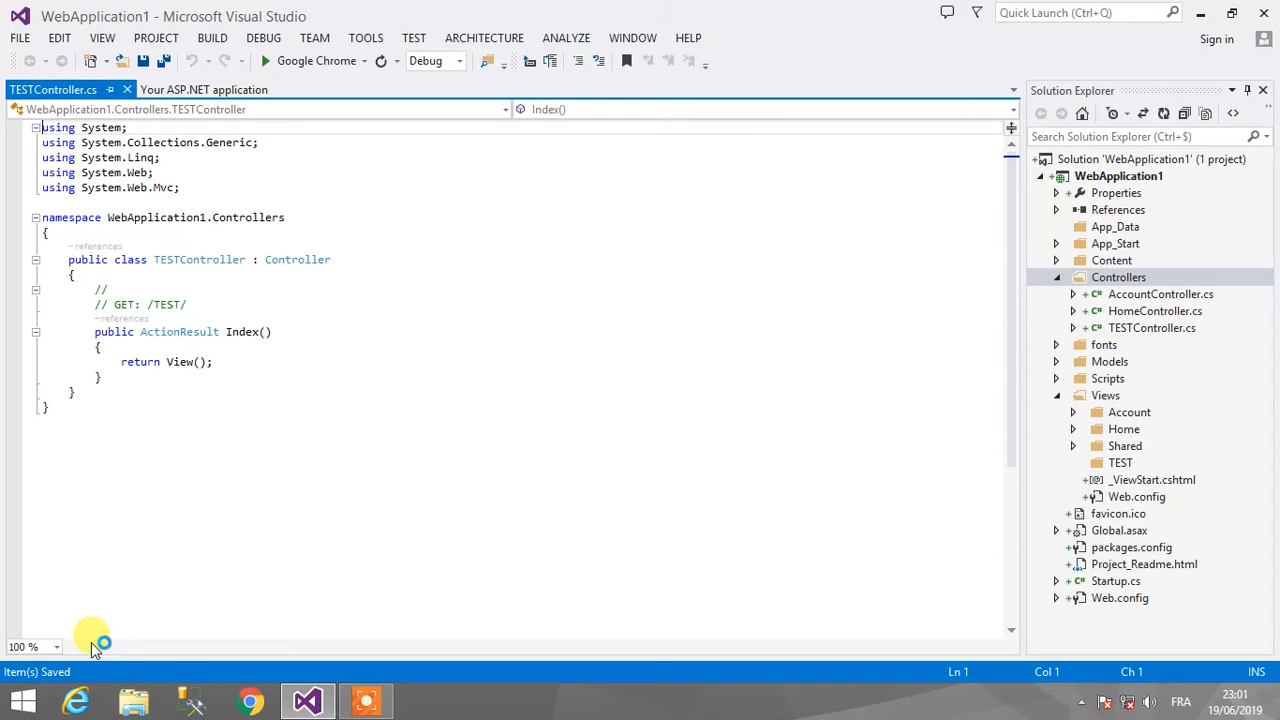 WebApplication1 - Microsoft Visual Studio
Quick Launch (Ctrl+Q)
FILE EDIT VIEW PROJECT BUILD DEBUG TEAM TOOLS TEST ARCHITECTURE ANALYZE WINDOW HELP
Sign in
Google Chrome
Debug
TESTController.cs
Your ASP.NET application
WebApplication1.Controllers.TESTController
Index()
using System;
using System.Collections.Generic;
using System.Linq;
using System.Web;
using System.Web.Mvc;
namespace WebApplication1.Controllers
{
–references
public class TESTController : Controller
{
//
// GET: /TEST/
–references
public ActionResult Index()
{
return View();
}
}
}
100 %
Solution Explorer
Search Solution Explorer (Ctrl+$)
Solution 'WebApplication1' (1 project)
WebApplication1
Properties
References
App_Data
App_Start
Content
Controllers
AccountController.cs
HomeController.cs
TESTController.cs
fonts
Models
Scripts
Views
Account
Home
Shared
TEST
_ViewStart.cshtml
Web.config
favicon.ico
Global.asax
packages.config
Project_Readme.html
Startup.cs
Web.config
Item(s) Saved
Ln 1
Col 1
Ch 1
INS
FRA
23:01
19/06/2019